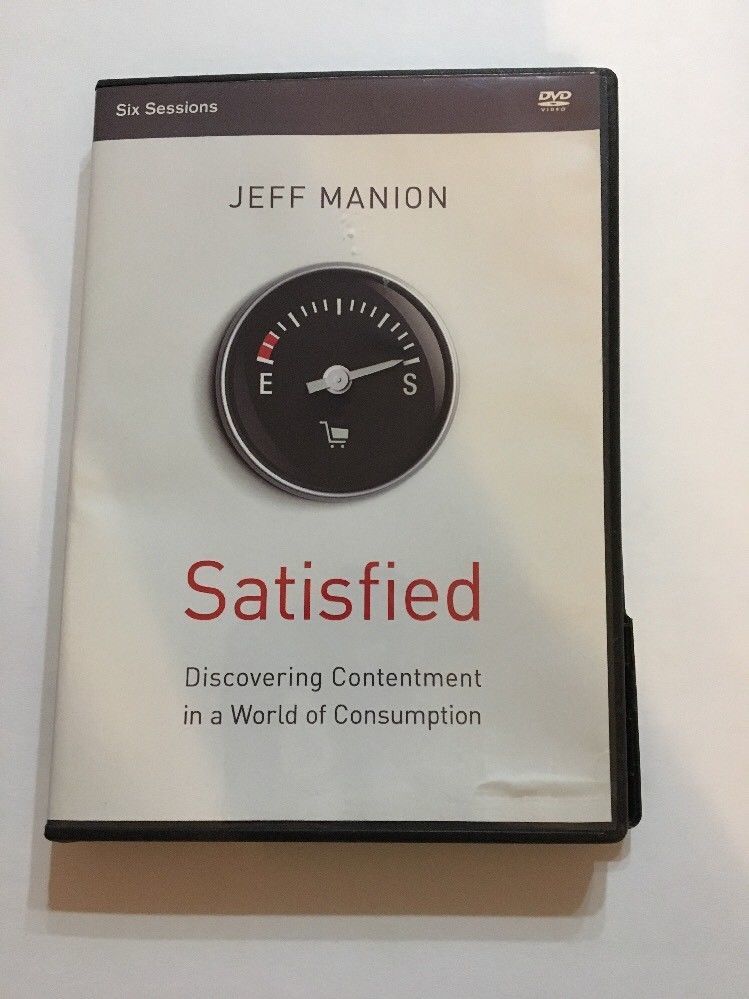 Six Sessions
DVD
VIDEO
JEFF MANION
E
S
Satisfied
Discovering Contentment
in a World of Consumption